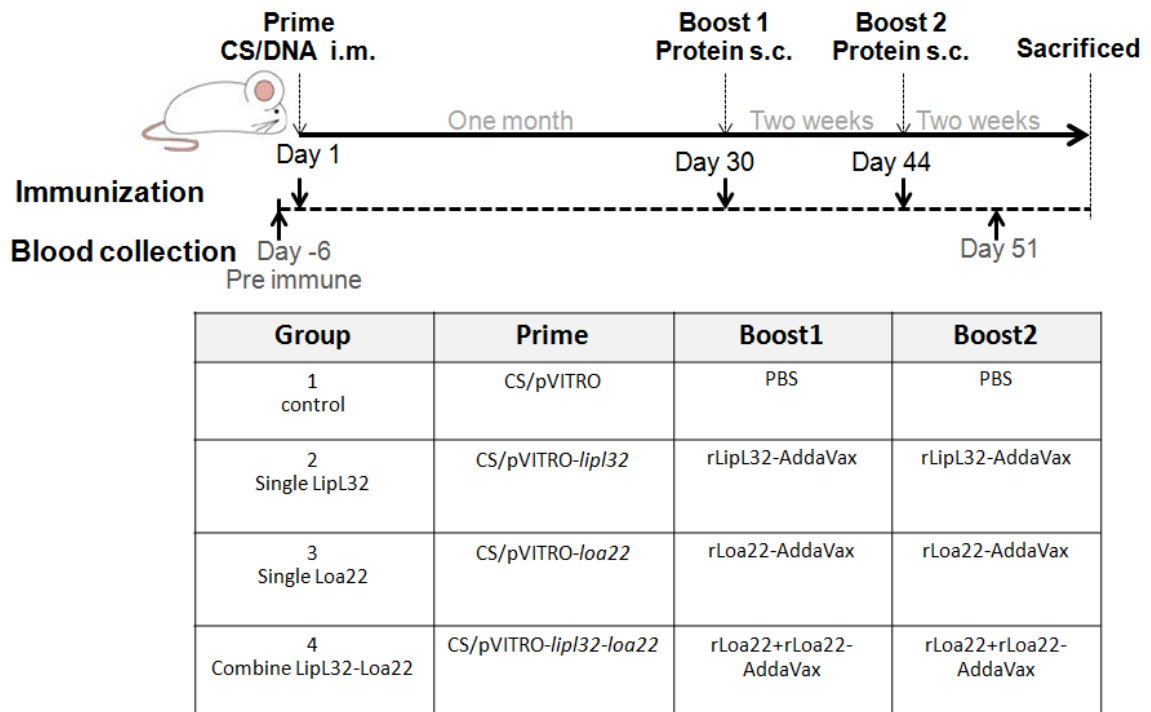 Prime
CS/DNA i.m.
Boost 1
Protein s.c.
Boost 2
Protein s.c.
Sacrificed
One month
Two weeks
Two weeks
Day 1
Day 30
Day 44
Immunization
Blood collection
Day -6
Pre immune
Day 51
Group Prime Boost1 Boost2
1
control
CS/pVITRO
PBS
PBS
2
Single LipL32
CS/pVITRO-lipl32
rLipL32-AddaVax
rLipL32-AddaVax
3
Single Loa22
CS/pVITRO-loa22
rLoa22-AddaVax
rLoa22-AddaVax
4
Combine LipL32-Loa22
CS/pVITRO-lipl32-loa22
rLoa22+rLoa22-
AddaVax
rLoa22+rLoa22-
AddaVax